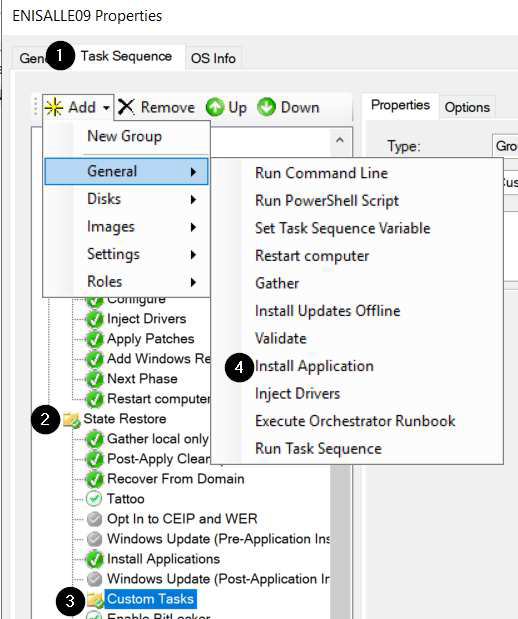 ENISALLE09 Properties
Gene
1
Task Sequence
OS Info
Add
Remove
Up
Down
New Group
General
Disks
Images
Settings
Roles
Run Command Line
Run PowerShell Script
Set Task Sequence Variable
Restart computer
Gather
Install Updates Offline
Validate
4
Install Application
Inject Drivers
Execute Orchestrator Runbook
Run Task Sequence
Properties
Options
Type:
Grou
Cus
Configure
Inject Drivers
Apply Patches
Add Windows Re
Next Phase
Restart computer
2
State Restore
Gather local only
Post-Apply Clean
Recover From Domain
Tattoo
Opt In to CEIP and WER
Windows Update (Pre-Application Ins
Install Applications
Windows Update (Post-Application Ir
3
Custom Tasks
Enable BitLocker